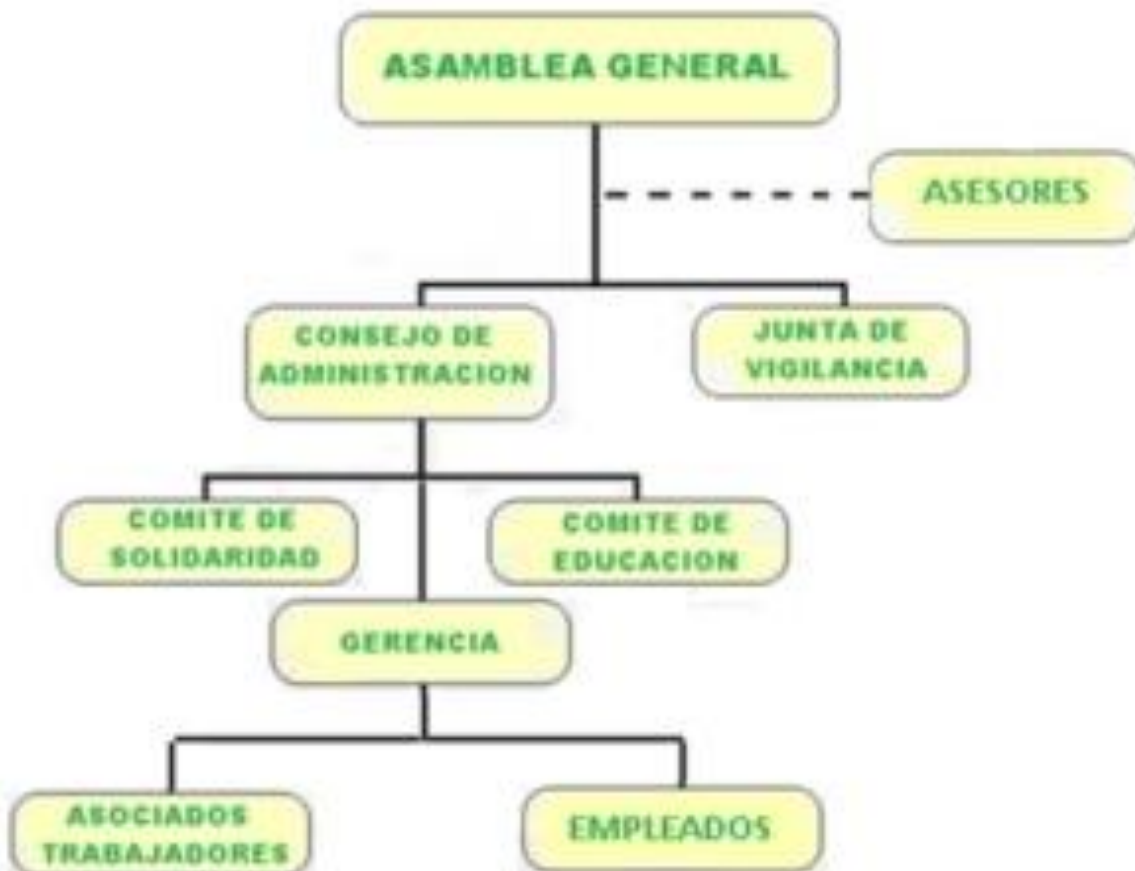 ASAMBLEA GENERAL
ASESORES
CONSEJO DE
ADMINISTRACION
JUNTA DE
VIGILANCIA
COMITE DE
SOLIDARIDAD
COMITE DE
EDUCACION
GERENCIA
ASOCIADOS
TRABAJADORES
EMPLEADOS